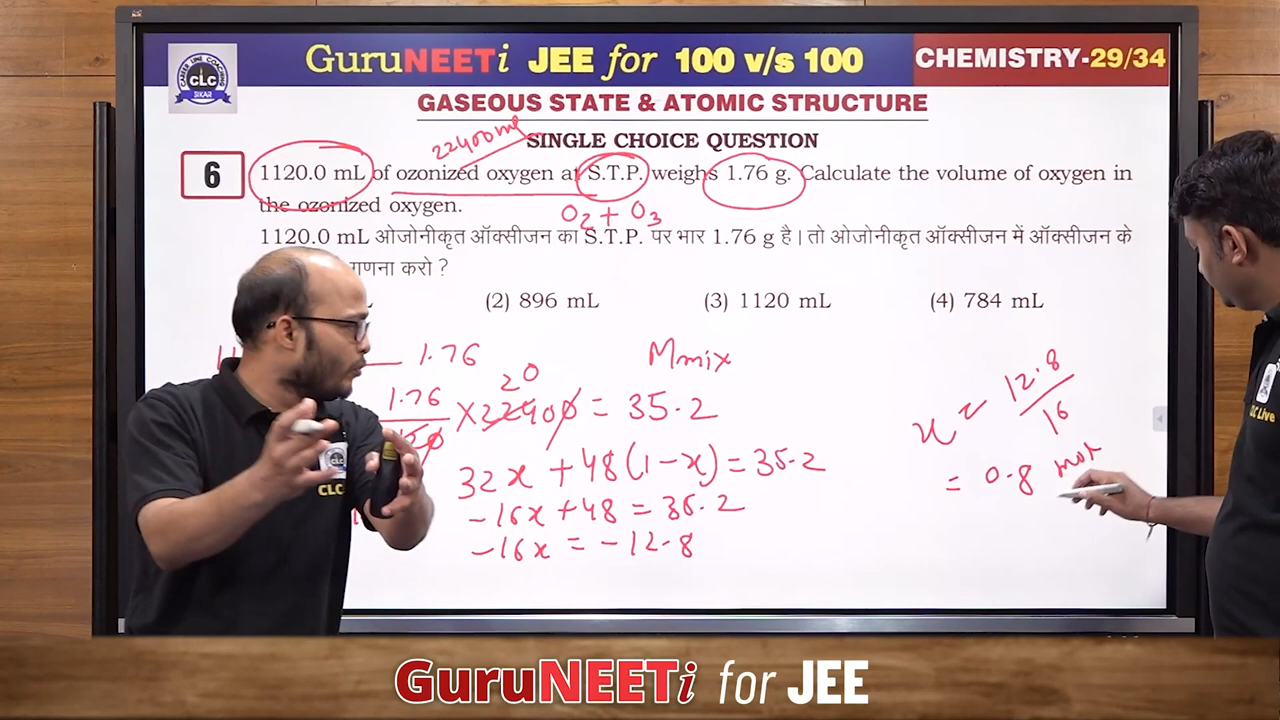 GuruNEETi JEE for 100 v/s 100
CHEMISTRY-29/34
CLC
SIKAR
GASEOUS STATE & ATOMIC STRUCTURE
SINGLE CHOICE QUESTION
22400 ml
6
1120.0 mL of ozonized oxygen at S.T.P. weighs 1.76 g. Calculate the volume of oxygen in
the ozonized oxygen.
O2 + O3
1120.0 mL ओजोनीकृत ऑक्सीजन का S.T.P. पर भार 1.76 g है। तो ओजोनीकृत ऑक्सीजन में ऑक्सीजन के
गणना करो ?
(2) 896 mL (3) 1120 mL (4) 784 mL
1.76 Mmix
20
1.76 × 22400 = 35.2
32x + 48(1-x) = 35.2
-16x + 48 = 35.2
-16x = -12.8
x = 12.8
16
= 0.8 mol
CLC
CLC Live
GuruNEETi for JEE